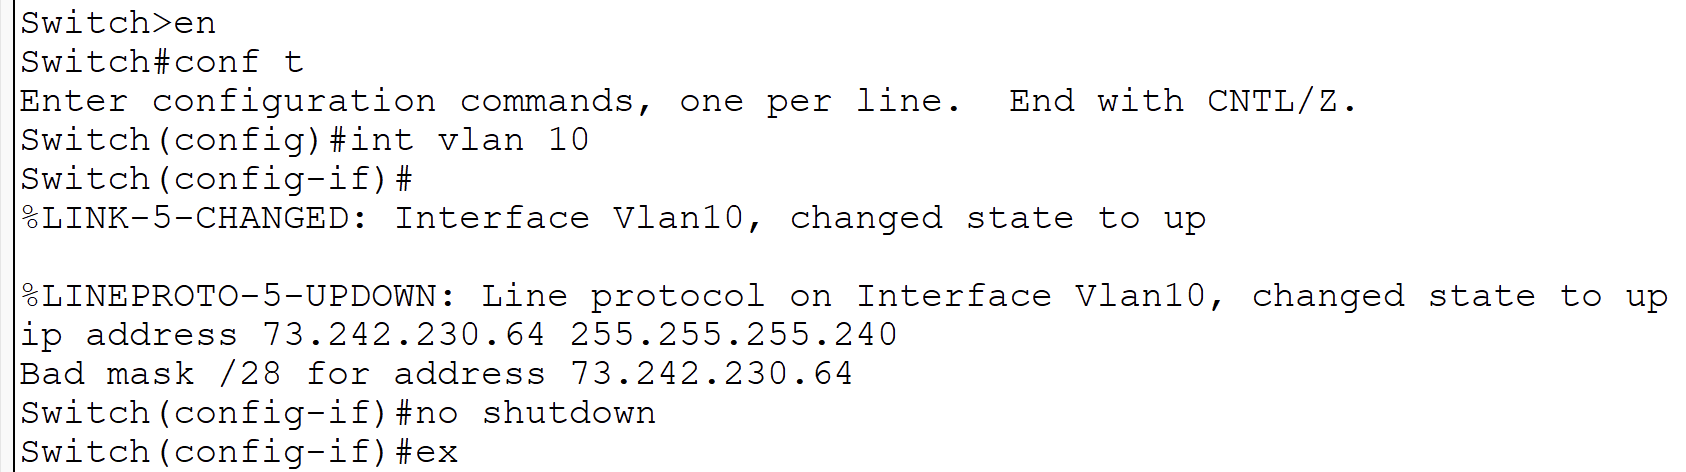 Switch>en
Switch#conf t
Enter configuration commands, one per line.  End with CNTL/Z.
Switch(config)#int vlan 10
Switch(config-if)#
%LINK-5-CHANGED: Interface Vlan10, changed state to up

%LINEPROTO-5-UPDOWN: Line protocol on Interface Vlan10, changed state to up
ip address 73.242.230.64 255.255.255.240
Bad mask /28 for address 73.242.230.64
Switch(config-if)#no shutdown
Switch(config-if)#ex